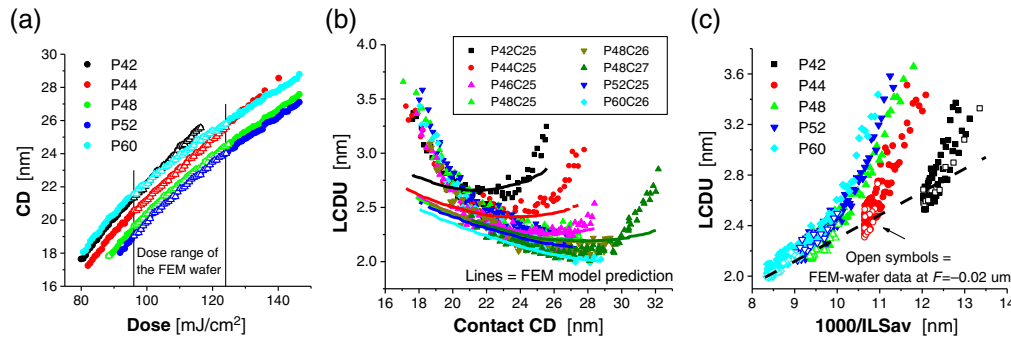 (a)
CD [nm]
30
28
26
24
22
20
18
16
P42
P44
P48
P52
P60
Dose range of
the FEM wafer
80 100 120 140
Dose [mJ/cm²]
(b)
LCDU [nm]
4.0
3.5
3.0
2.5
2.0
1.5
P42C25 P48C26
P44C25 P48C27
P46C25 P52C25
P48C25 P60C26
Lines = FEM model prediction
16 18 20 22 24 26 28 30 32
Contact CD [nm]
(c)
LCDU [nm]
3.6
3.2
2.8
2.4
2.0
P42
P44
P48
P52
P60
Open symbols =
FEM-wafer data at F=–0.02 um
8 9 10 11 12 13 14
1000/ILSav [nm]